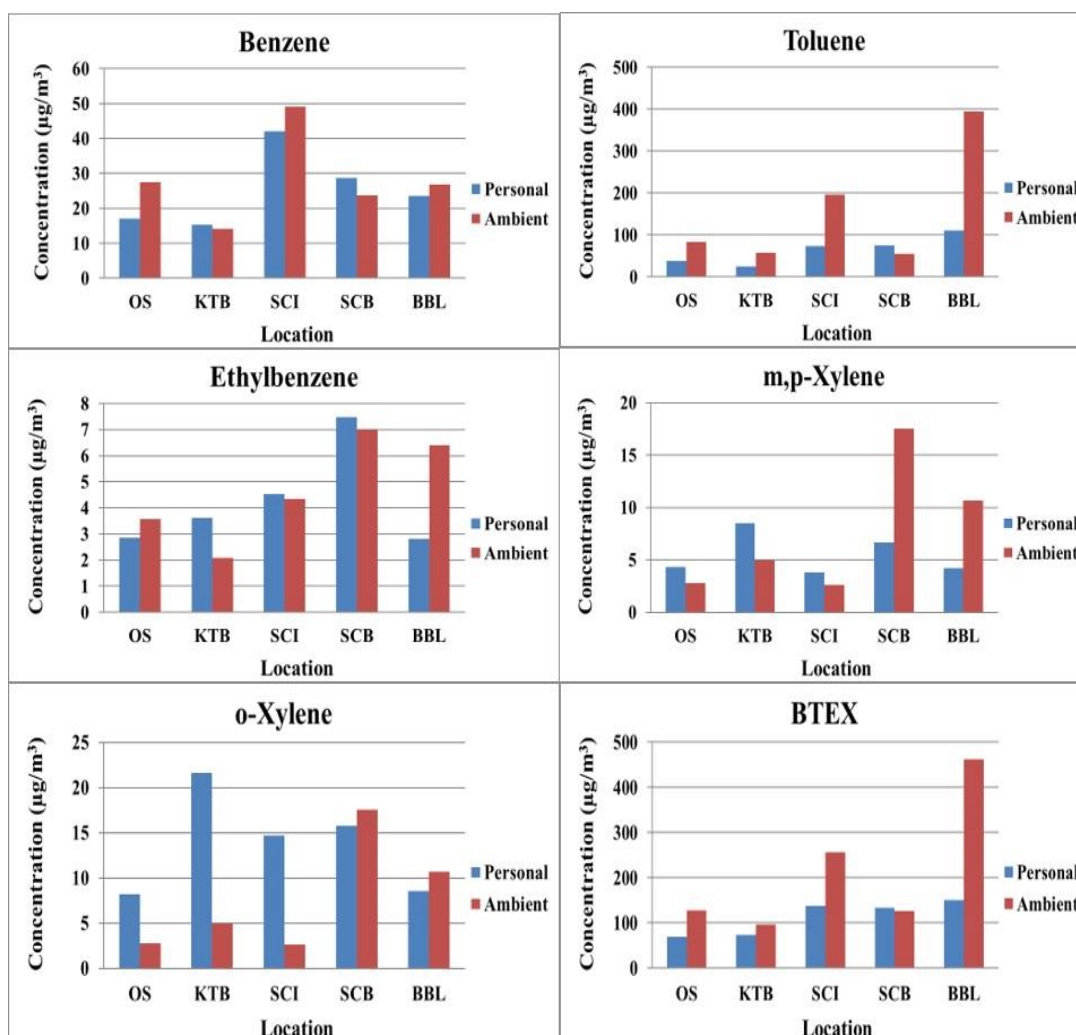 Benzene
Concentration (µg/m³)
60
50
40
30
20
10
0
OS KTB SCI SCB BBL
Location
Personal
Ambient
Toluene
Concentration (µg/m³)
500
400
300
200
100
0
OS KTB SCI SCB BBL
Location
Personal
Ambient
Ethylbenzene
Concentration (µg/m³)
8
7
6
5
4
3
2
1
0
OS KTB SCI SCB BBL
Location
Personal
Ambient
m,p-Xylene
Concentration (µg/m³)
20
15
10
5
0
OS KTB SCI SCB BBL
Location
Personal
Ambient
o-Xylene
Concentration (µg/m³)
25
20
15
10
5
0
OS KTB SCI SCB BBL
Location
Personal
Ambient
BTEX
Concentration (µg/m³)
500
400
300
200
100
0
OS KTB SCI SCB BBL
Location
Personal
Ambient